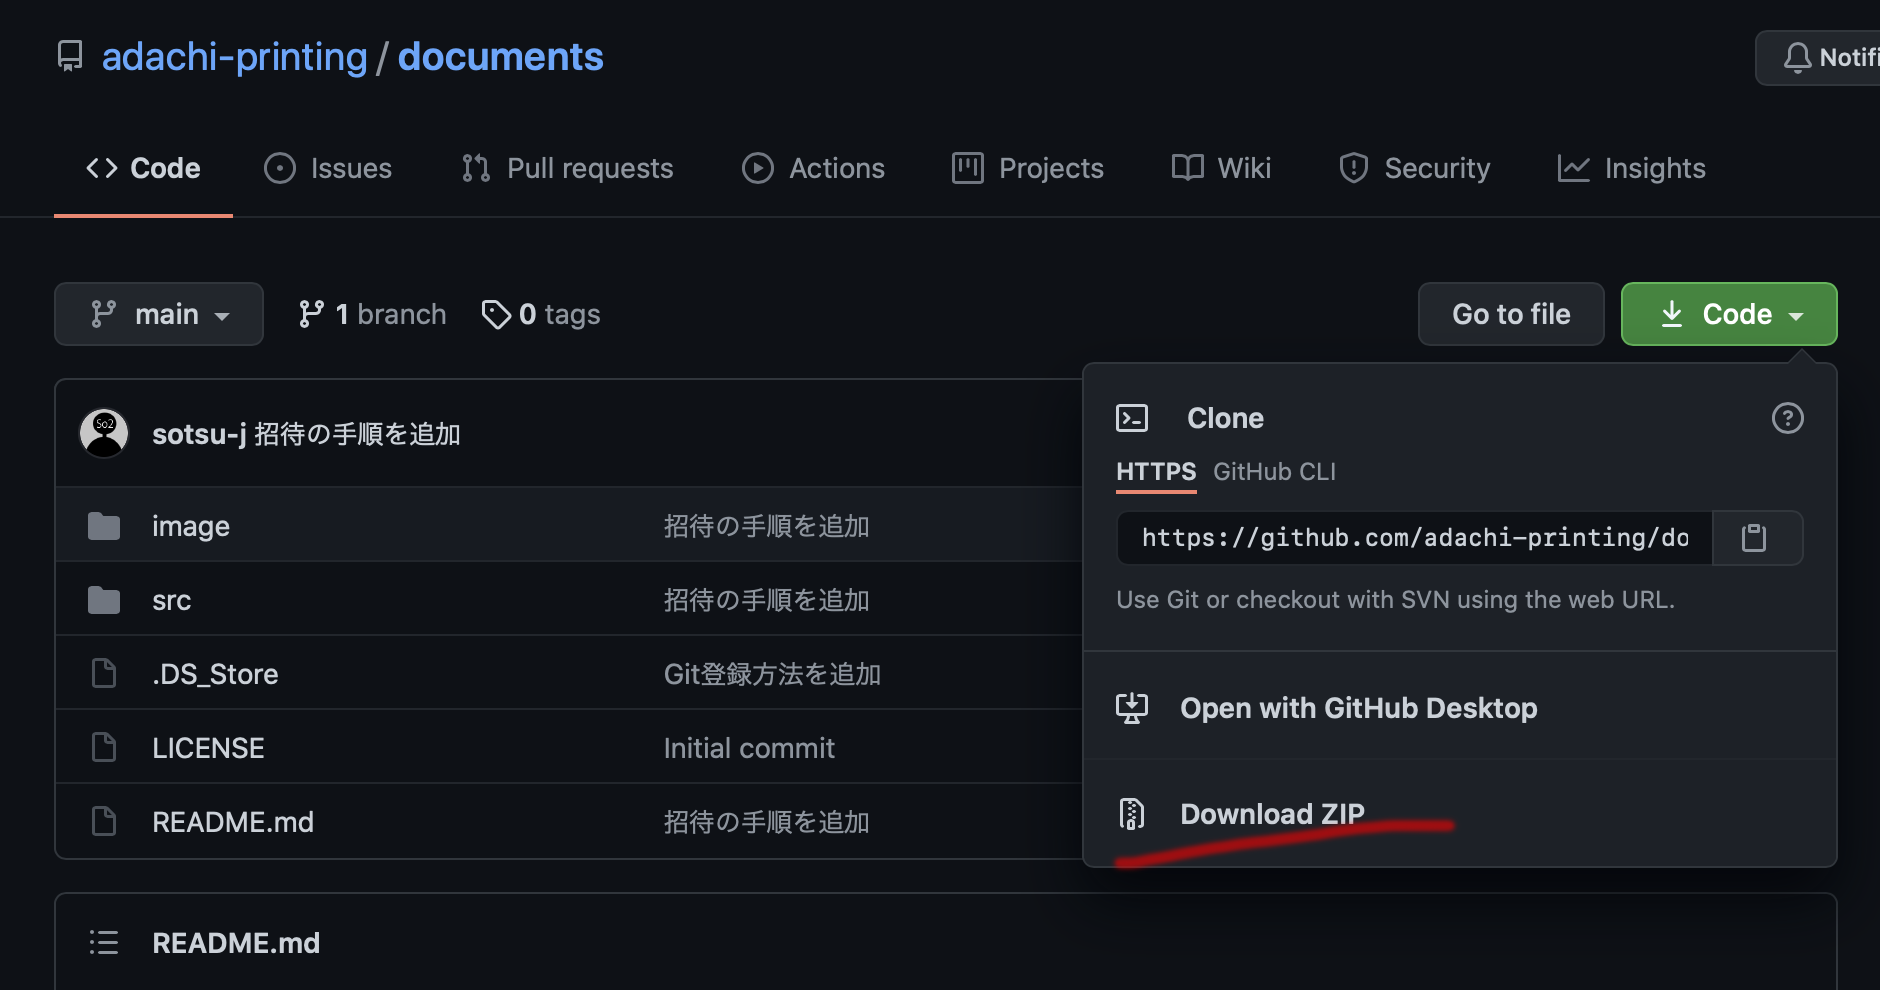 adachi-printing / documents
Notifi
Code Issues Pull requests Actions Projects Wiki Security Insights
main 1 branch 0 tags Go to file Code
So2 sotsu-j 招待の手順を追加
image 招待の手順を追加
src 招待の手順を追加
.DS_Store Git登録方法を追加
LICENSE Initial commit
README.md 招待の手順を追加
Clone
HTTPS GitHub CLI
https://github.com/adachi-printing/do
Use Git or checkout with SVN using the web URL.
Open with GitHub Desktop
Download ZIP
README.md